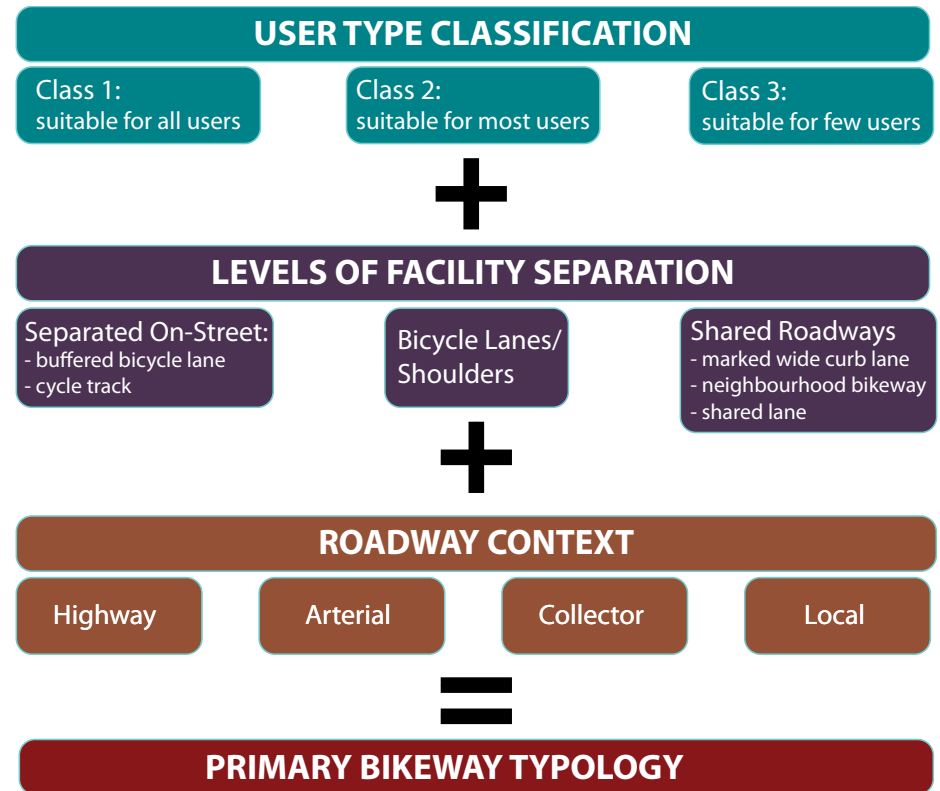 USER TYPE CLASSIFICATION
Class 1:
suitable for all users
Class 2:
suitable for most users
Class 3:
suitable for few users
+
LEVELS OF FACILITY SEPARATION
Separated On-Street:
- buffered bicycle lane
- cycle track
Bicycle Lanes/
Shoulders
Shared Roadways
- marked wide curb lane
- neighbourhood bikeway
- shared lane
+
ROADWAY CONTEXT
Highway
Arterial
Collector
Local
=
PRIMARY BIKEWAY TYPOLOGY